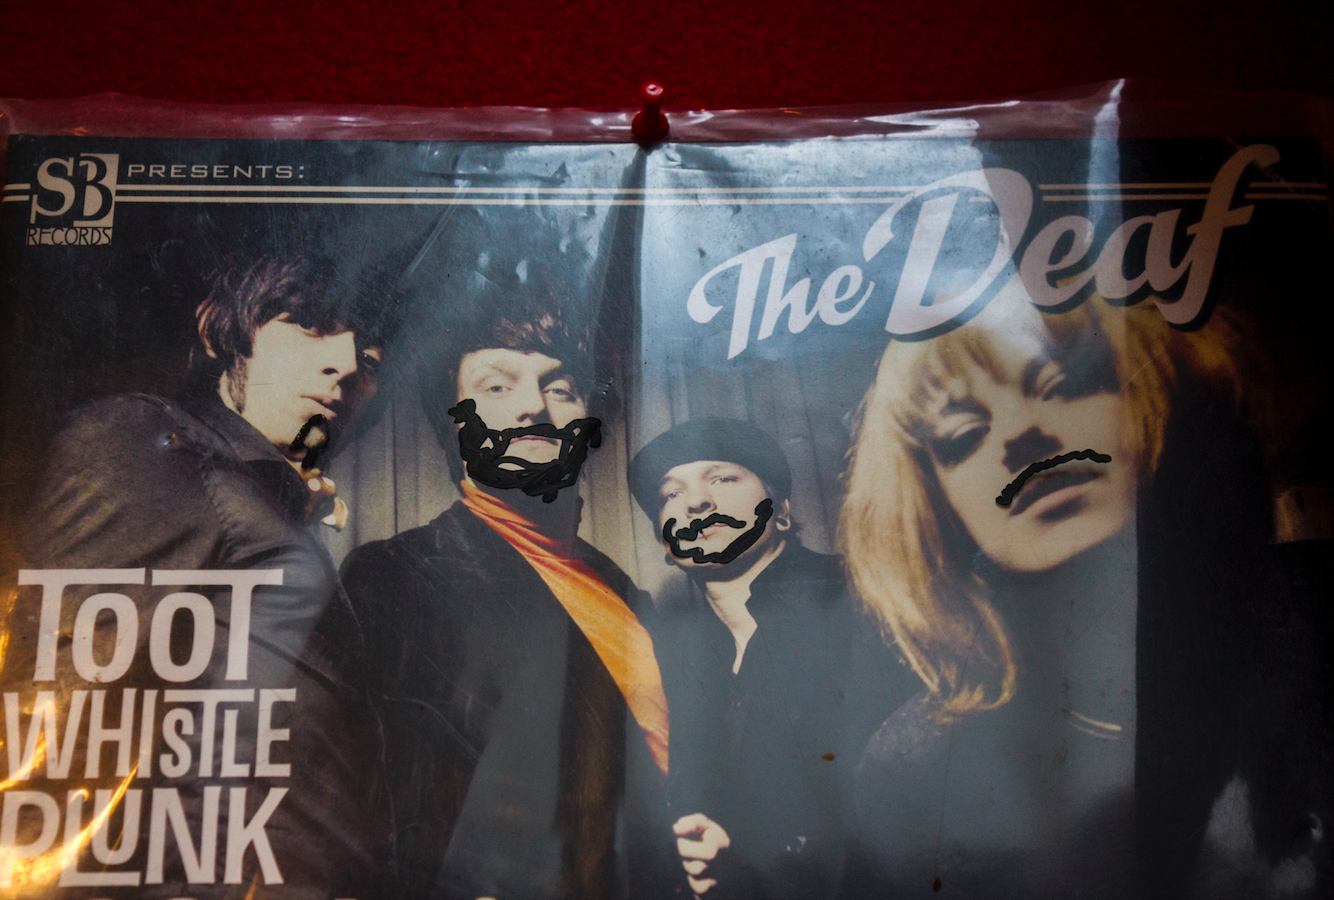 SB PRESENTS:
RECORDS
The Deaf
TOOT
WHISTLE
PLUNK